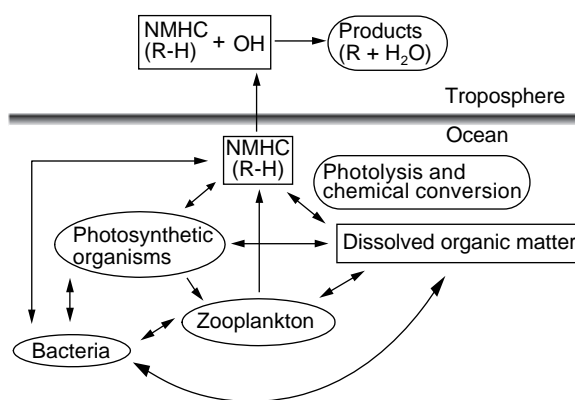 NMHC
(R-H)
+ OH
Products
(R + H₂O)
Troposphere
Ocean
NMHC
(R-H)
Photolysis and
chemical conversion
Photosynthetic
organisms
Dissolved organic matter
Zooplankton
Bacteria